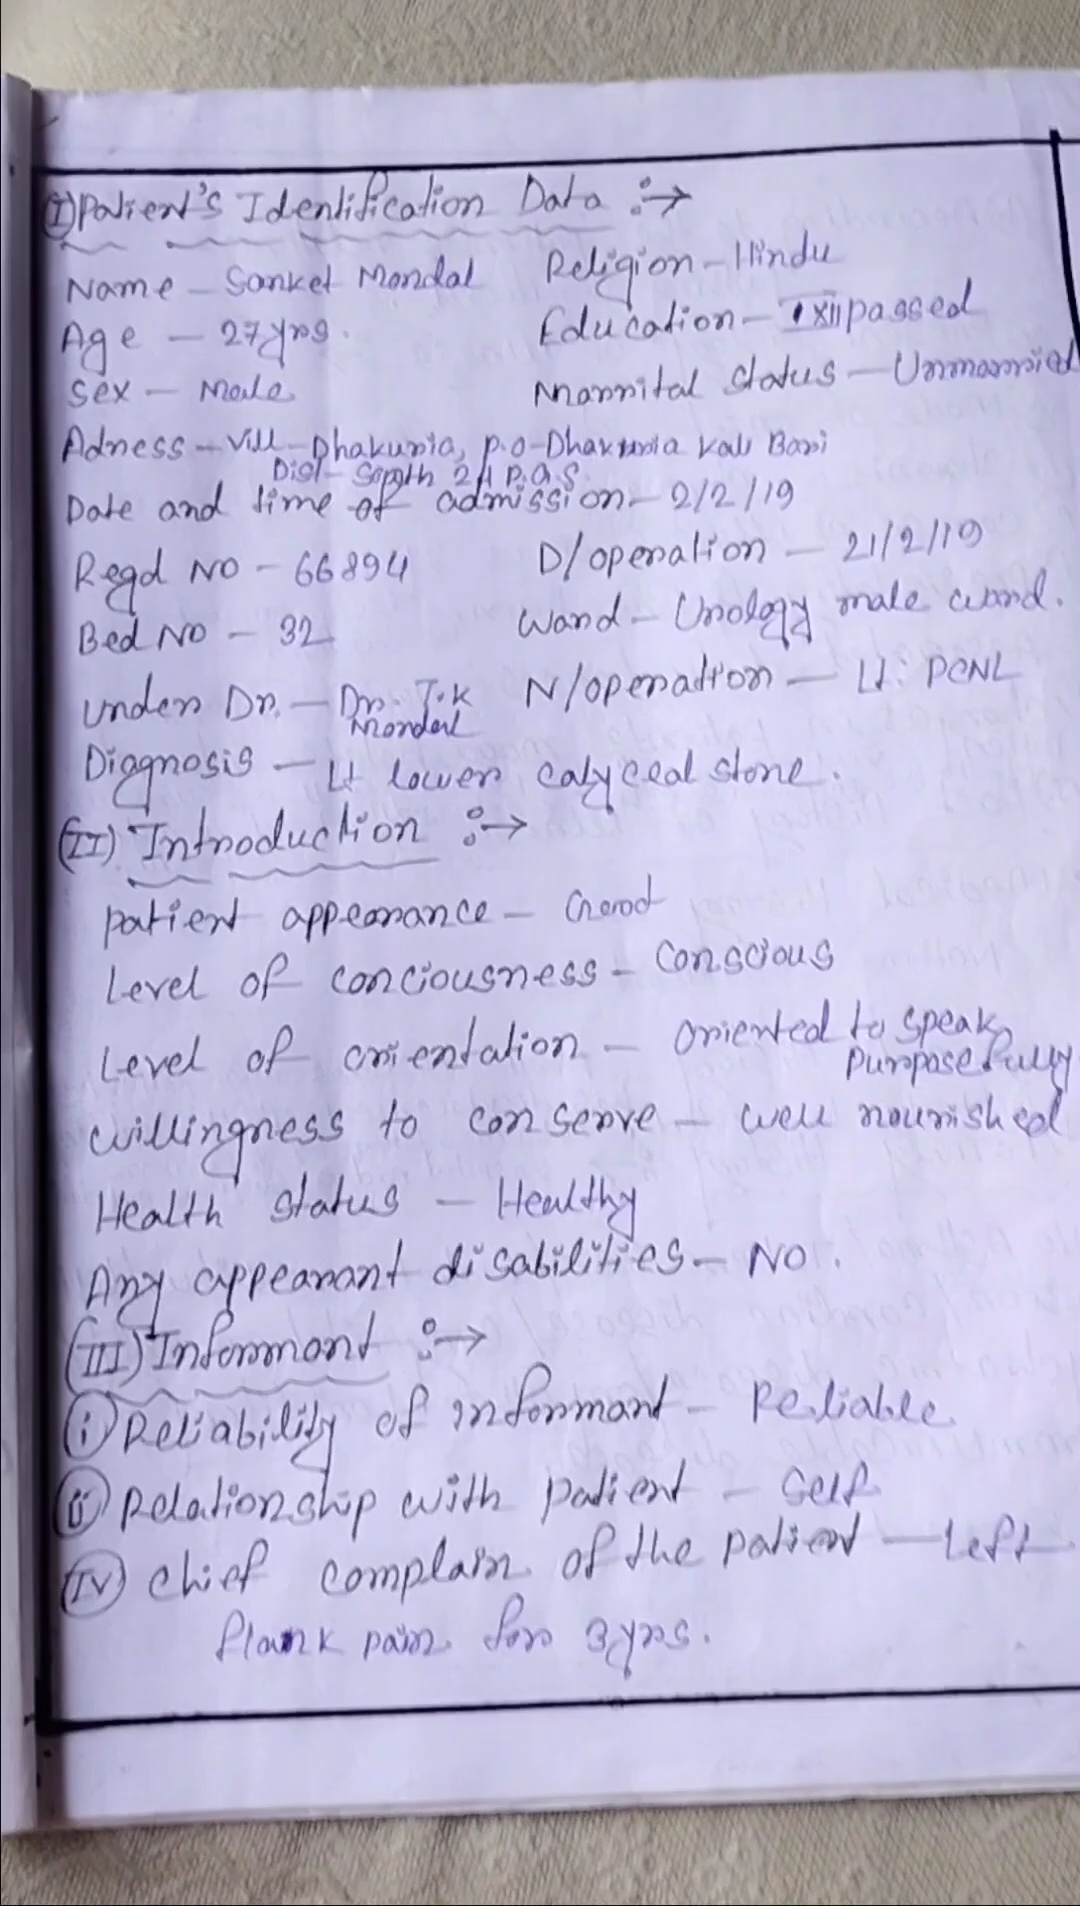 (I) Patient's Identification Data :→
Name - Sanket Mondal Religion - Hindu
Age - 27 yrs. Education - XII passed
Sex - Male Marrital status - Unmarried
Adress - Vill - Dhakuria, P.O - Dhakuria Kali Bari
Dist - 24 P.G.S.
Date and time of admission - 2/2/19
Regd No - 66894 D/operation - 21/2/19
Bed No - 32 Ward - Urology male ward.
Under Dr. - Dr. T.K N/operation - Lt: PCNL
Mondal
Diagnosis - Lt lower calyceal stone.
(II) Introduction :→
Patient appearance - Good
Level of conciousness - Conscious
Level of orientation - Oriented to speak
Purposefully
Willingness to conserve - well nourished
Health status - Healthy
Any appearant disabilities - NO.
(III) Informant :→
(i) Reliability of informant - Reliable
(ii) Relationship with patient - Self
(IV) Chief complain of the patient - Left
flank pain for 3yrs.